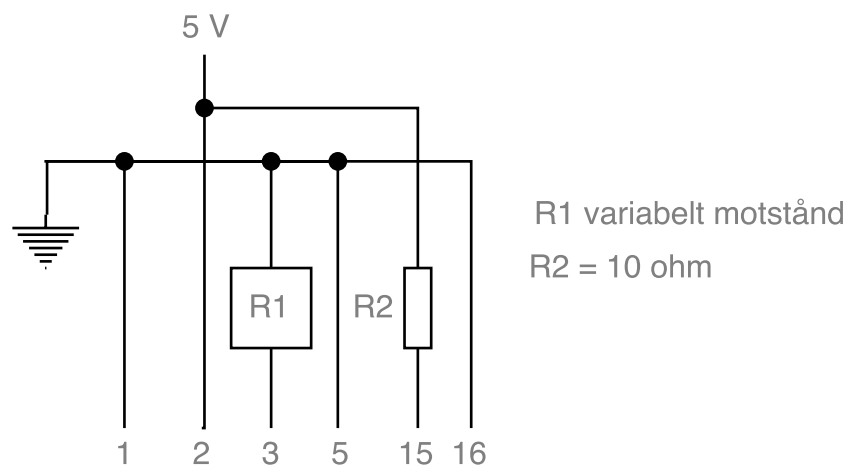 5 V
R1 variabelt motstånd
R2 = 10 ohm
R1
R2
1 2 3 5 15 16